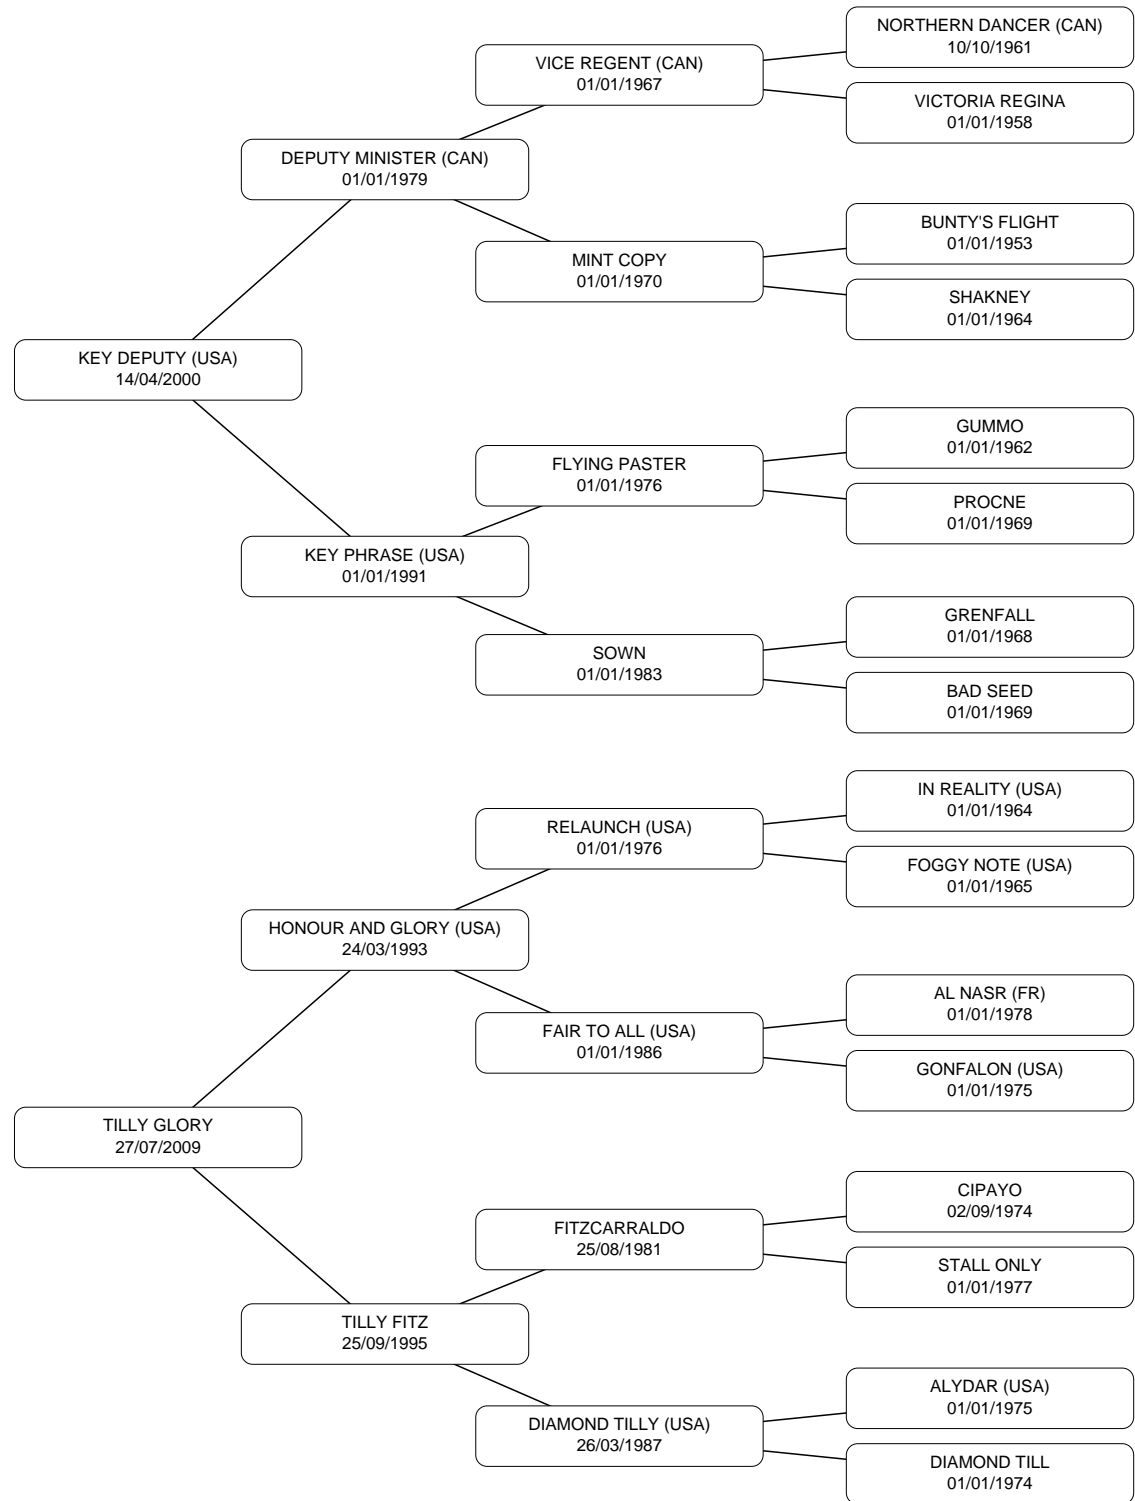 NORTHERN DANCER (CAN)
10/10/1961
VICE REGENT (CAN)
01/01/1967
VICTORIA REGINA
01/01/1958
DEPUTY MINISTER (CAN)
01/01/1979
BUNTY'S FLIGHT
01/01/1953
MINT COPY
01/01/1970
SHAKNEY
01/01/1964
KEY DEPUTY (USA)
14/04/2000
GUMMO
01/01/1962
FLYING PASTER
01/01/1976
PROCNE
01/01/1969
KEY PHRASE (USA)
01/01/1991
GRENFALL
01/01/1968
SOWN
01/01/1983
BAD SEED
01/01/1969
IN REALITY (USA)
01/01/1964
RELAUNCH (USA)
01/01/1976
FOGGY NOTE (USA)
01/01/1965
HONOUR AND GLORY (USA)
24/03/1993
AL NASR (FR)
01/01/1978
FAIR TO ALL (USA)
01/01/1986
GONFALON (USA)
01/01/1975
TILLY GLORY
27/07/2009
CIPAYO
02/09/1974
FITZCARRALDO
25/08/1981
STALL ONLY
01/01/1977
TILLY FITZ
25/09/1995
ALYDAR (USA)
01/01/1975
DIAMOND TILLY (USA)
26/03/1987
DIAMOND TILL
01/01/1974